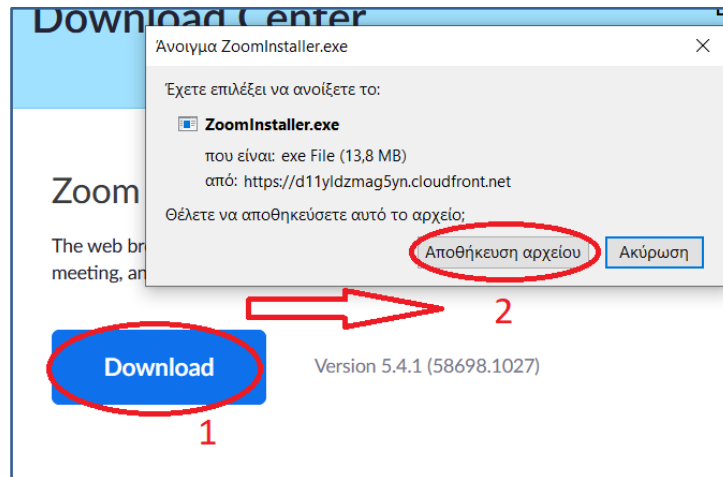 Download Center
Άνοιγμα ZoomInstaller.exe
Έχετε επιλέξει να ανοίξετε το:
ZoomInstaller.exe
που είναι: exe File (13,8 MB)
από: https://d11yldzmag5yn.cloudfront.net
Θέλετε να αποθηκεύσετε αυτό το αρχείο;
Αποθήκευση αρχείου Ακύρωση
Zoom
The web
meeting,
2
Download
Version 5.4.1 (58698.1027)
1